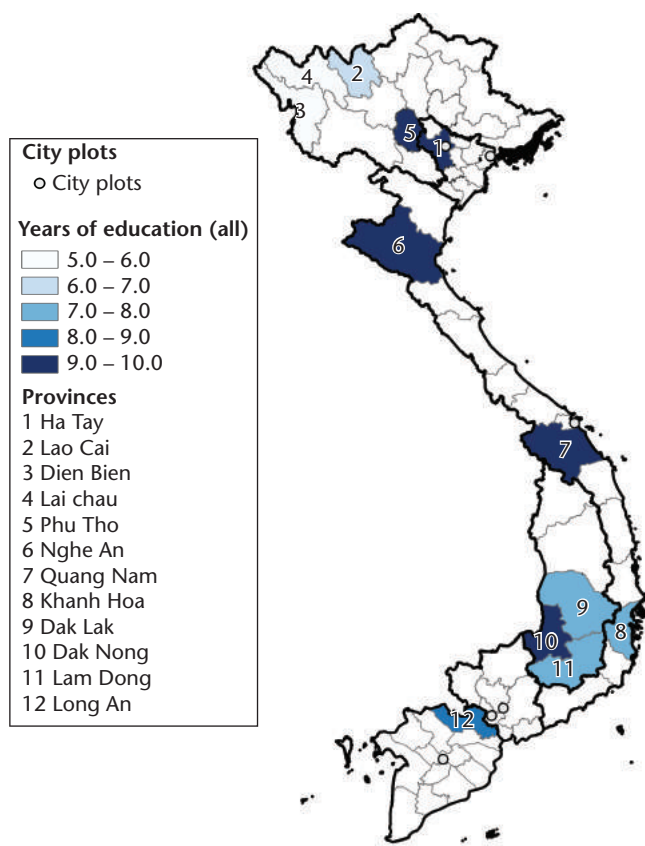 4
2
3
5
1
City plots
City plots
Years of education (all)
5.0 – 6.0
6.0 – 7.0
7.0 – 8.0
8.0 – 9.0
9.0 – 10.0
Provinces
1 Ha Tay
2 Lao Cai
3 Dien Bien
4 Lai chau
5 Phu Tho
6 Nghe An
7 Quang Nam
8 Khanh Hoa
9 Dak Lak
10 Dak Nong
11 Lam Dong
12 Long An
6
7
9
8
10
11
12